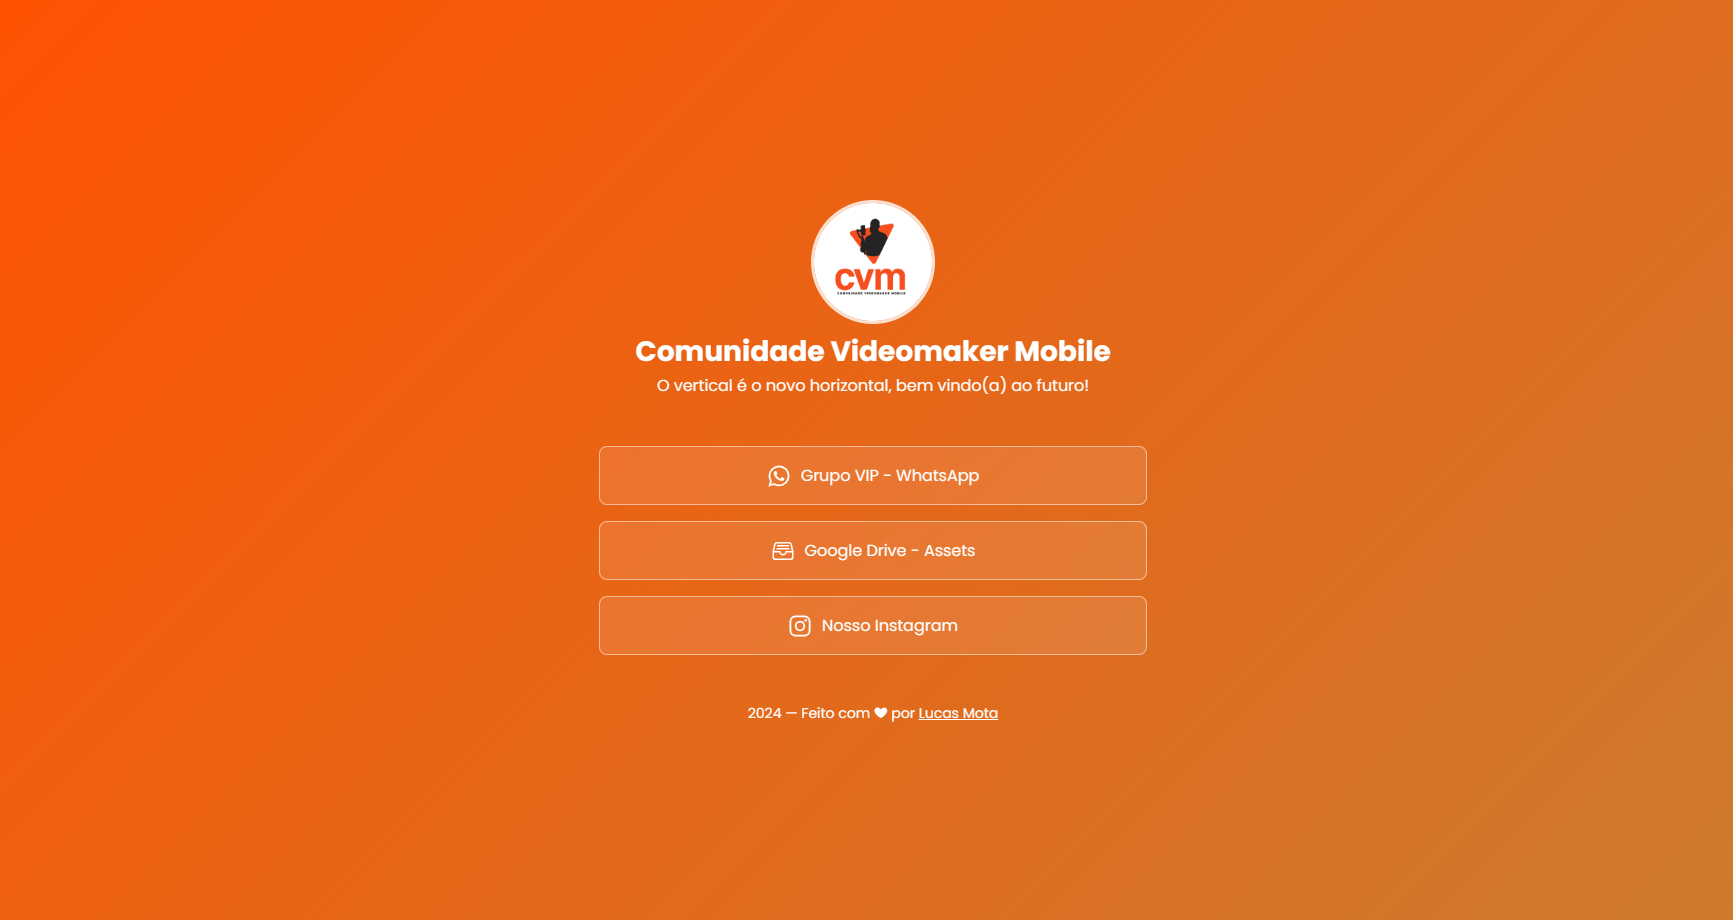 cvm
COMUNIDADE VIDEOMAKER MOBILE
Comunidade Videomaker Mobile
O vertical é o novo horizontal, bem vindo(a) ao futuro!
Grupo VIP - WhatsApp
Google Drive - Assets
Nosso Instagram
2024 — Feito com ♥ por Lucas Mota